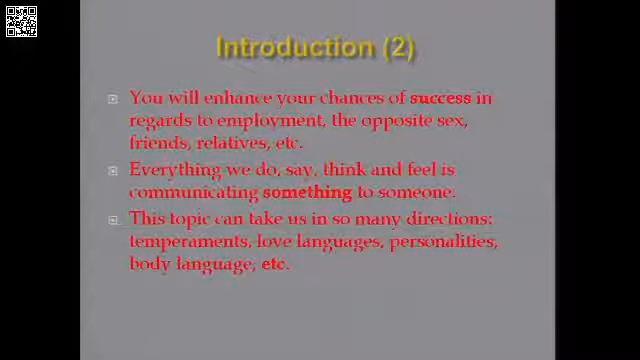 Introduction (2)
You will enhance your chances of success in
regards to employment, the opposite sex,
friends, relatives, etc.
Everything we do, say, think and feel is
communicating something to someone.
This topic can take us in so many directions:
temperaments, love languages, personalities,
body language, etc.